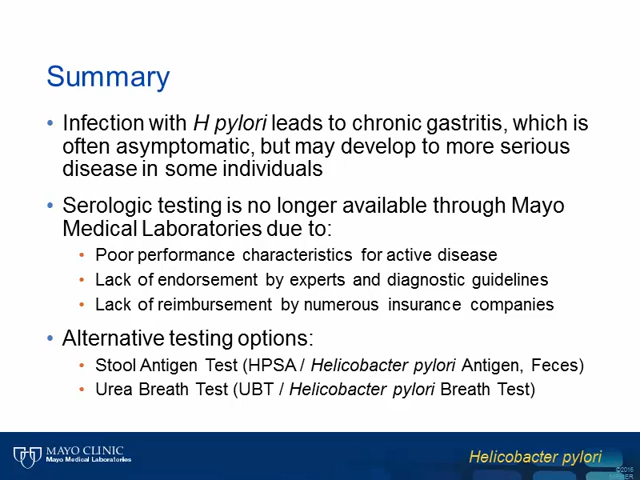 Summary
• Infection with H pylori leads to chronic gastritis, which is
often asymptomatic, but may develop to more serious
disease in some individuals
• Serologic testing is no longer available through Mayo
Medical Laboratories due to:
• Poor performance characteristics for active disease
• Lack of endorsement by experts and diagnostic guidelines
• Lack of reimbursement by numerous insurance companies
• Alternative testing options:
• Stool Antigen Test (HPSA / Helicobacter pylori Antigen, Feces)
• Urea Breath Test (UBT / Helicobacter pylori Breath Test)
MAYO CLINIC
Mayo Medical Laboratories
Helicobacter pylori
©2016